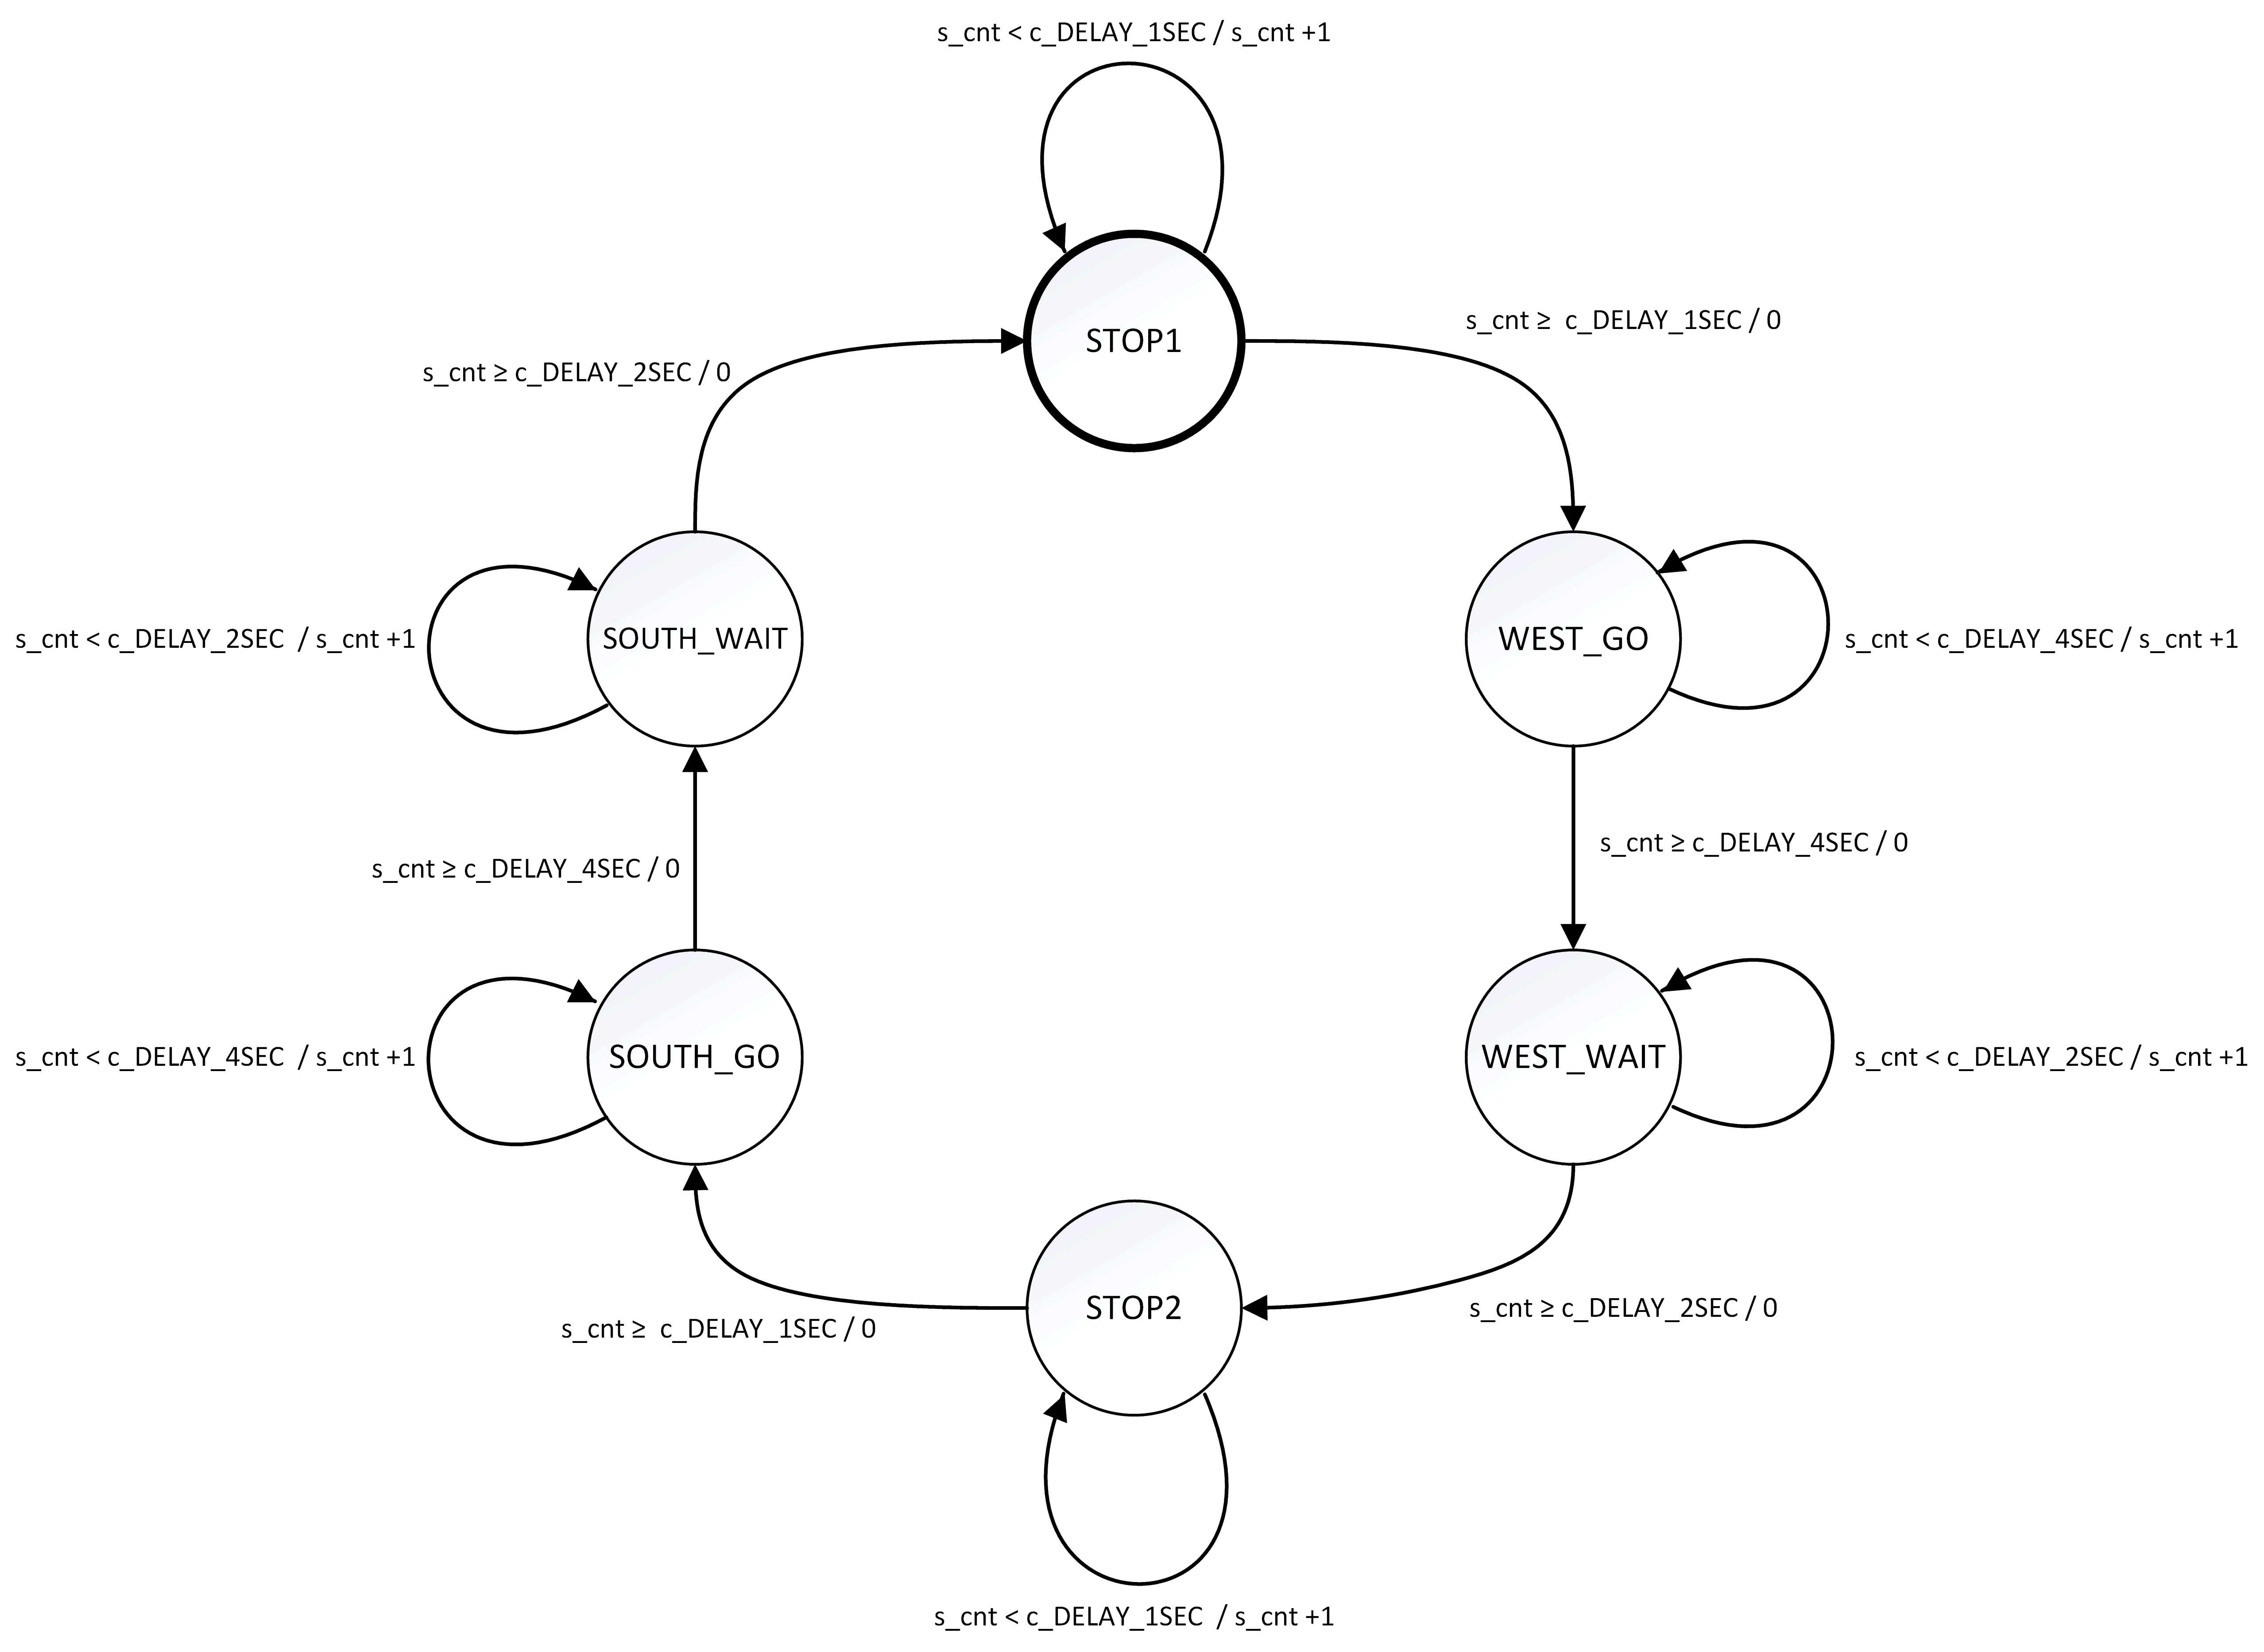 s_cnt < c_DELAY_1SEC / s_cnt +1
STOP1
s_cnt ≥  c_DELAY_1SEC / 0
s_cnt ≥ c_DELAY_2SEC / 0
SOUTH_WAIT
WEST_GO
s_cnt < c_DELAY_2SEC  / s_cnt +1
s_cnt < c_DELAY_4SEC / s_cnt +1
s_cnt ≥ c_DELAY_4SEC / 0
s_cnt ≥ c_DELAY_4SEC / 0
SOUTH_GO
WEST_WAIT
s_cnt < c_DELAY_4SEC  / s_cnt +1
s_cnt < c_DELAY_2SEC / s_cnt +1
STOP2
s_cnt ≥ c_DELAY_2SEC / 0
s_cnt ≥  c_DELAY_1SEC / 0
s_cnt < c_DELAY_1SEC  / s_cnt +1